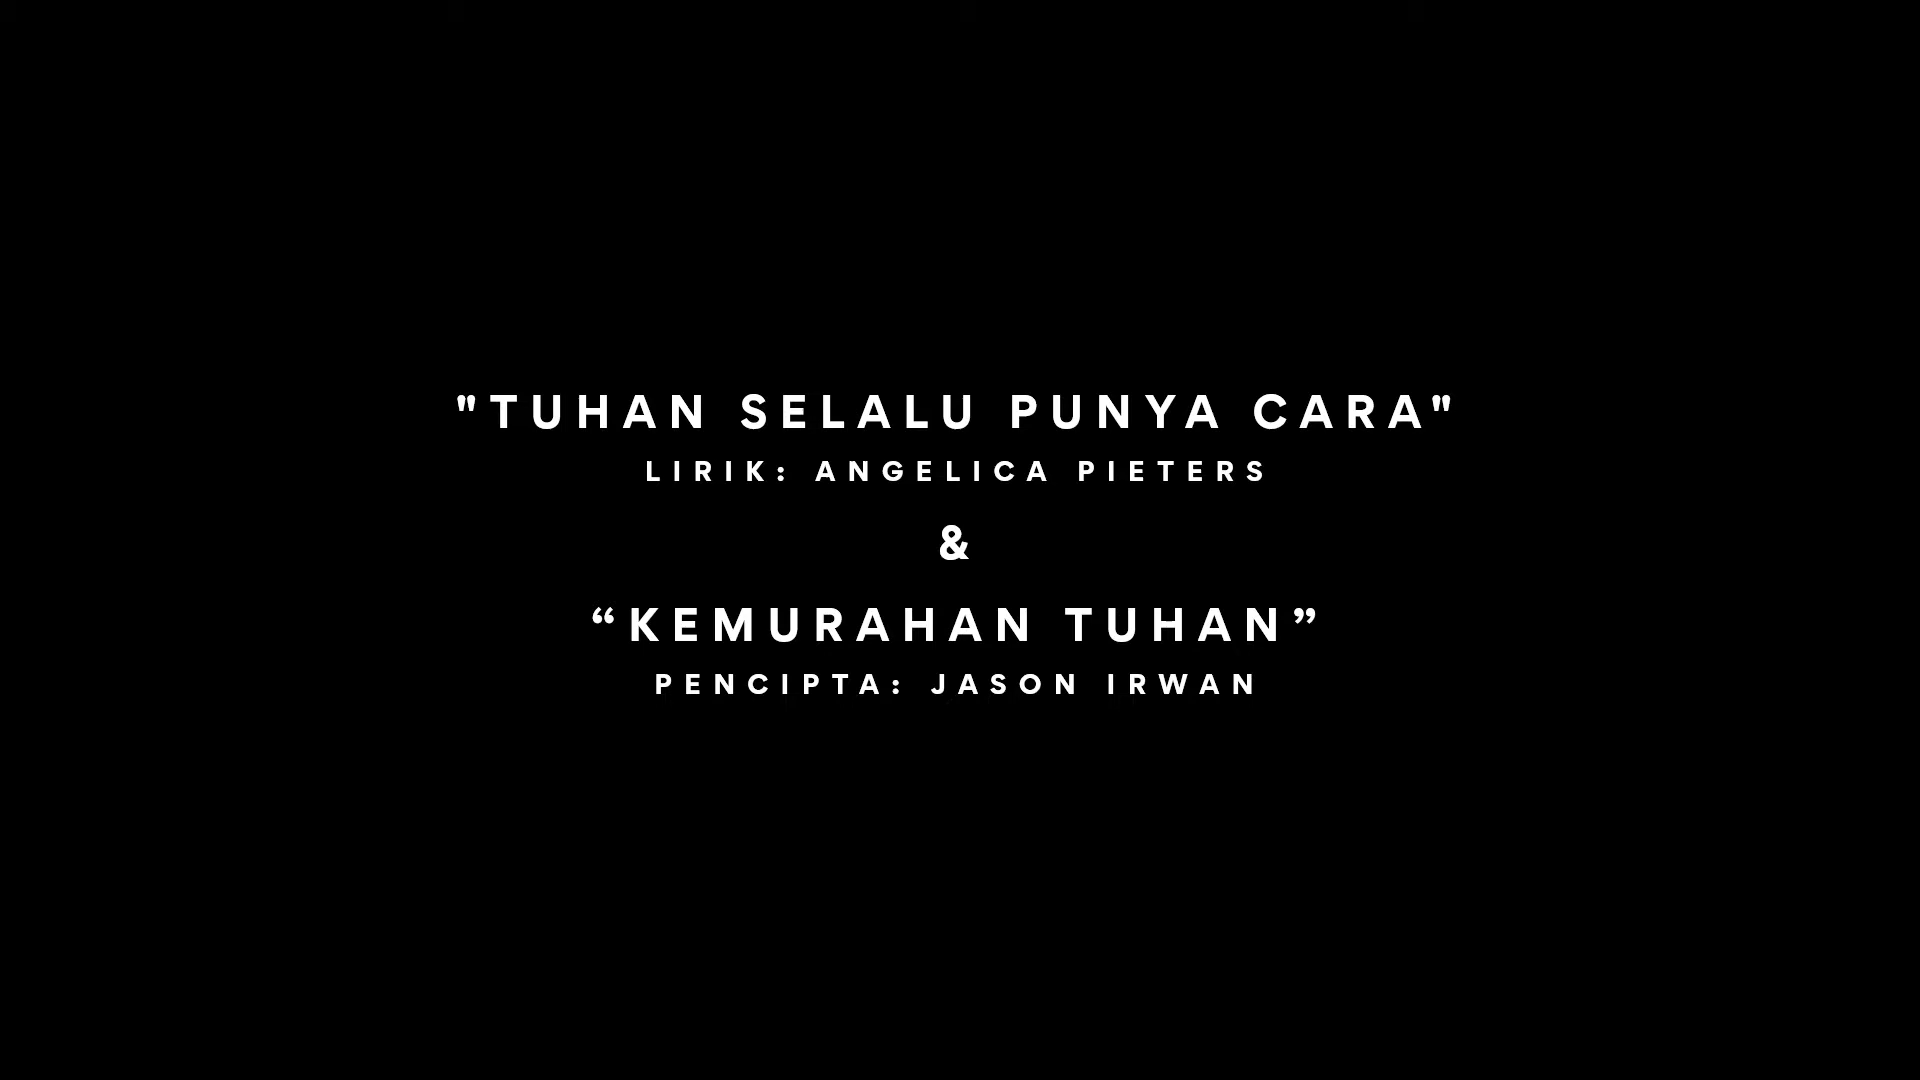 "TUHAN SELALU PUNYA CARA"
LIRIK: ANGELICA PIETERS
&
“KEMURAHAN TUHAN”
PENCIPTA: JASON IRWAN